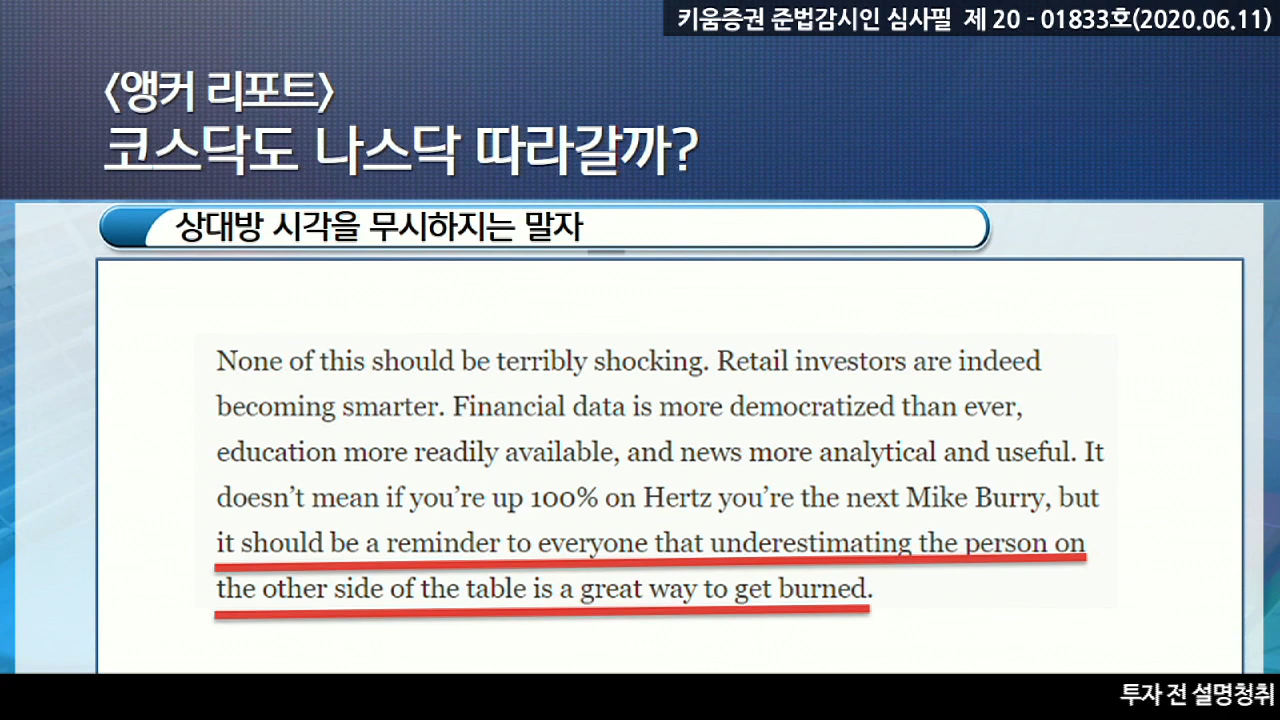 키움증권 준법감시인 심사필 제 20 - 01833호(2020.06.11)
〈앵커 리포트〉
코스닥도 나스닥 따라갈까?
상대방 시각을 무시하지는 말자
None of this should be terribly shocking. Retail investors are indeed
becoming smarter. Financial data is more democratized than ever,
education more readily available, and news more analytical and useful. It
doesn’t mean if you’re up 100% on Hertz you’re the next Mike Burry, but
it should be a reminder to everyone that underestimating the person on
the other side of the table is a great way to get burned.
투자 전 설명청취